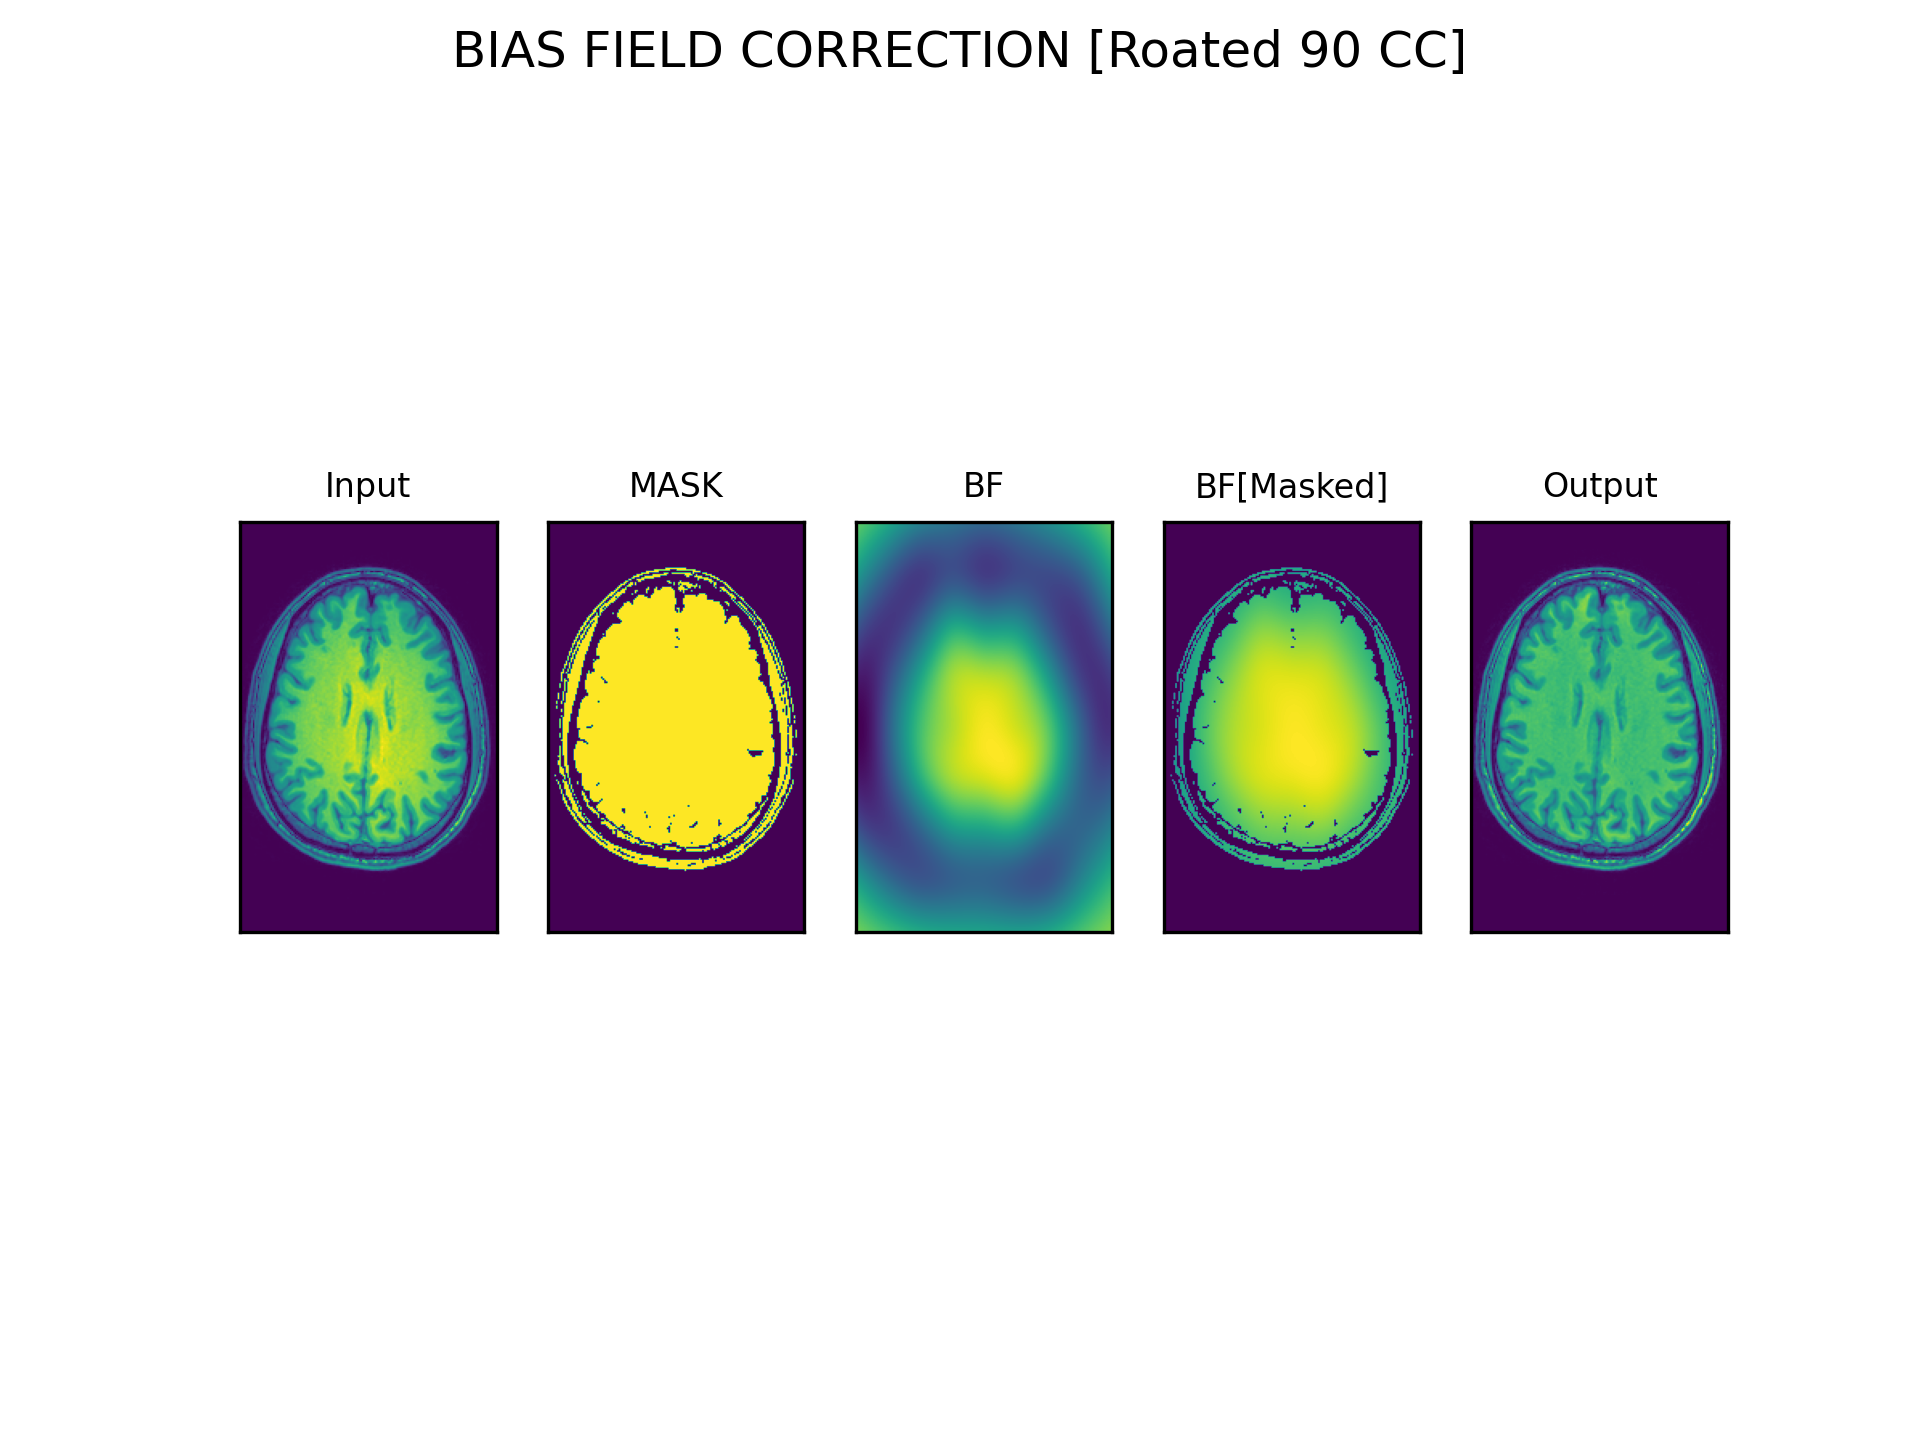 BIAS FIELD CORRECTION [Roated 90 CC]
Input
MASK
BF
BF[Masked]
Output